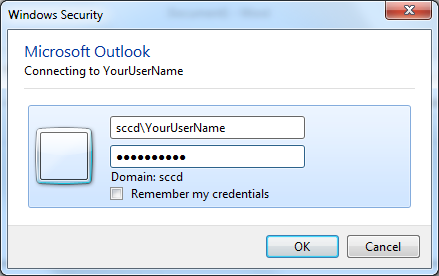 Windows Security
Microsoft Outlook
Connecting to YourUserName
sccd\YourUserName
●●●●●●●●●●
Domain: sccd
Remember my credentials
OK
Cancel